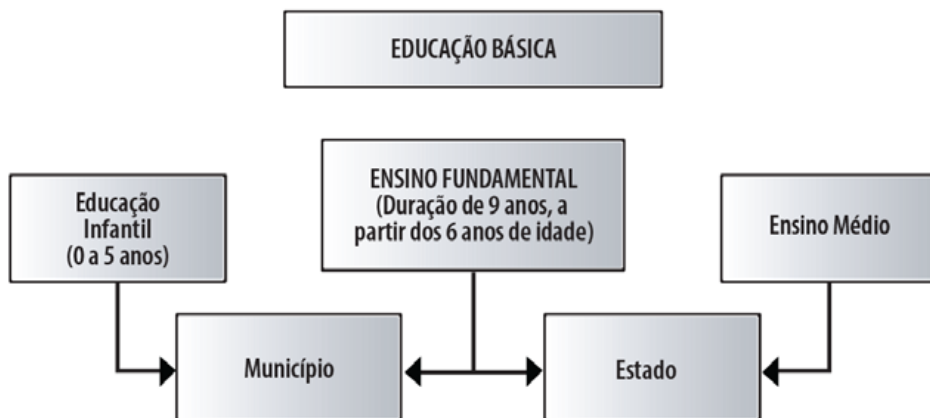 EDUCAÇÃO BÁSICA
Educação
Infantil
(0 a 5 anos)
ENSINO FUNDAMENTAL
(Duração de 9 anos, a
partir dos 6 anos de idade)
Ensino Médio
Município
Estado